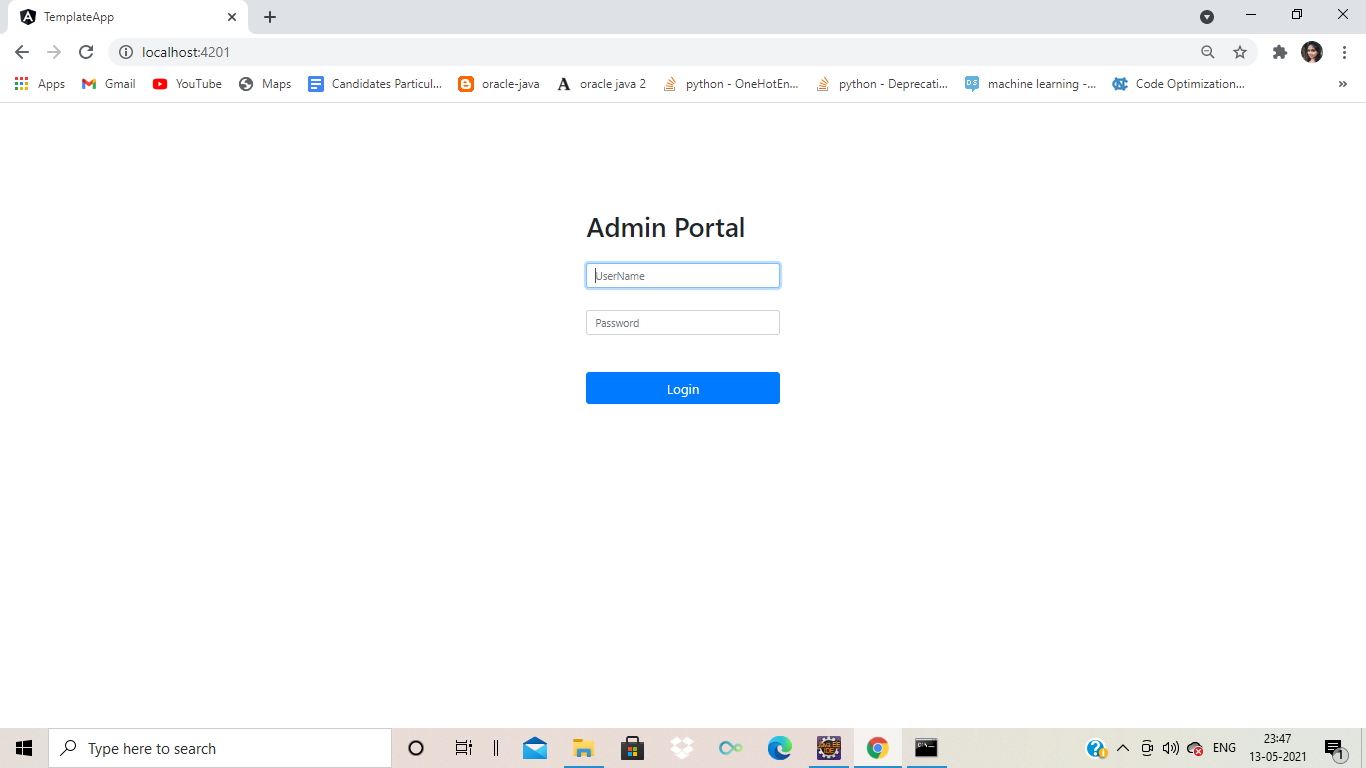 TemplateApp
localhost:4201
Apps
Gmail
YouTube
Maps
Candidates Particul...
oracle-java
oracle java 2
python - OneHotEn...
python - Deprecati...
machine learning -...
Code Optimization...
Admin Portal
UserName
Password
Login
Type here to search
ENG
23:47
13-05-2021
1